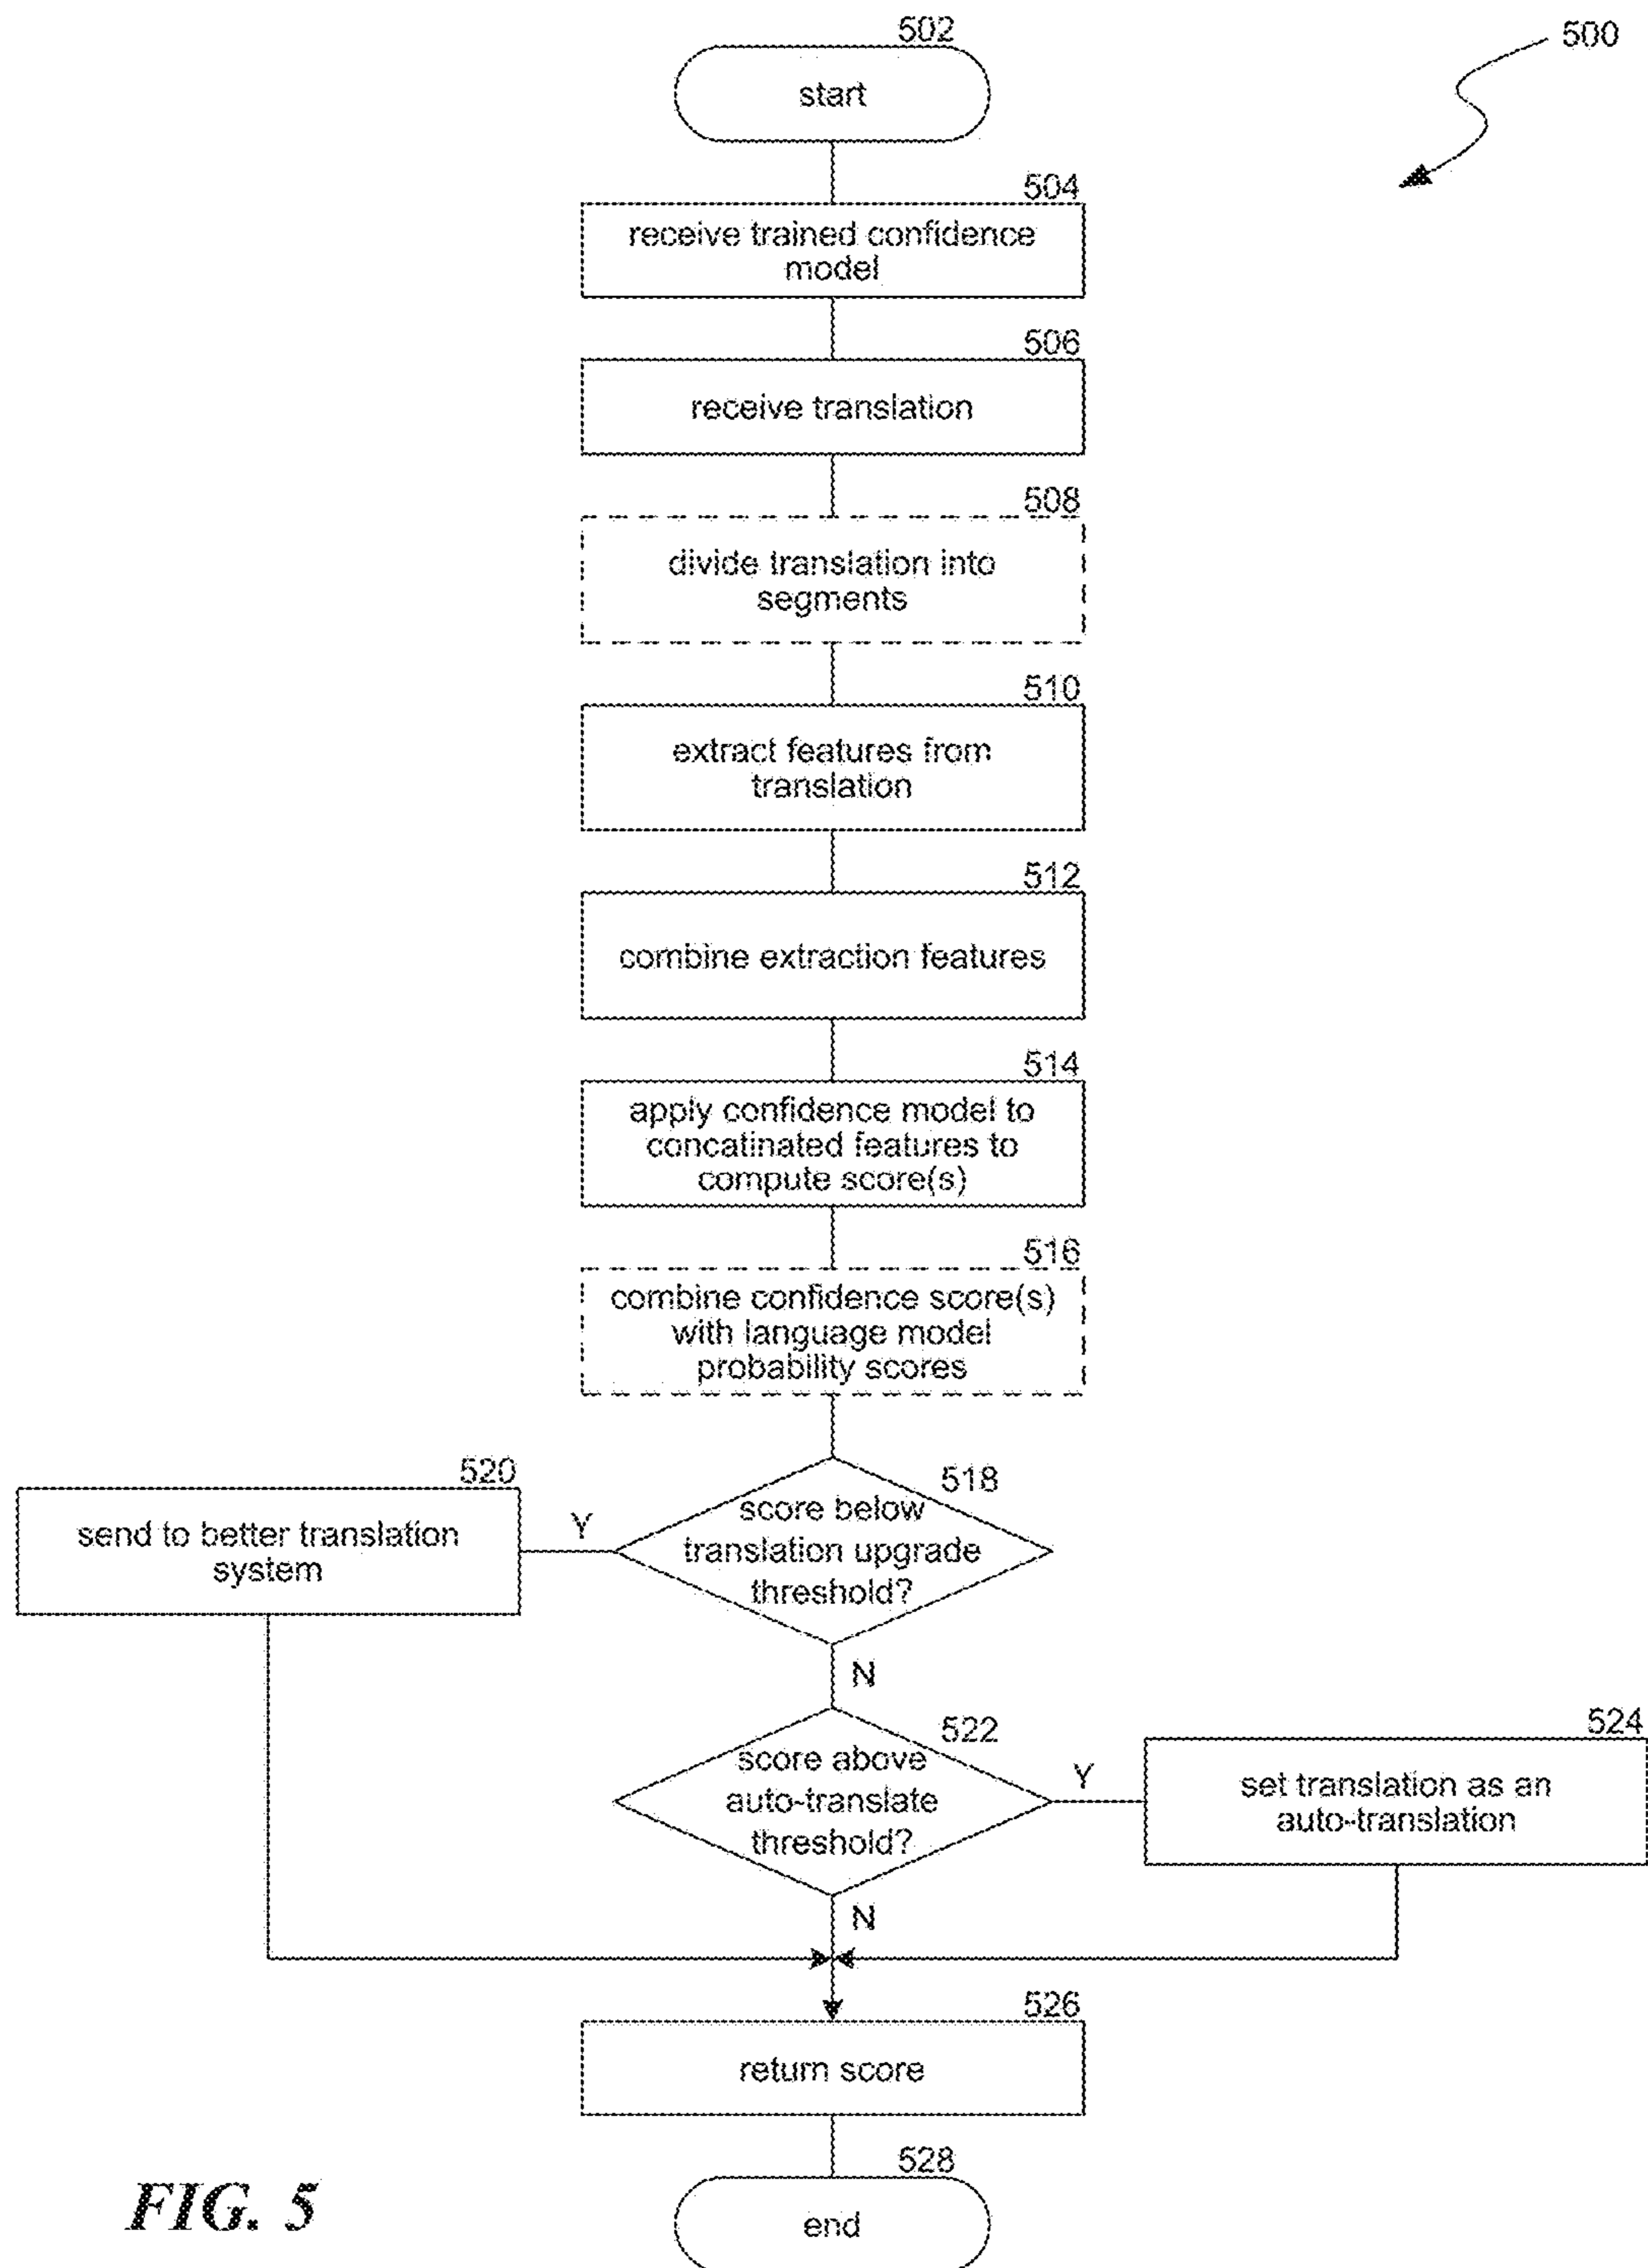 502
500
start
504
receive trained confidence
model
506
receive translation
508
divide translation into
segments
510
extract features from
translation
512
combine extraction features
514
apply confidence model to
concatinated features to
compute score(s)
516
combine confidence score(s)
with language model
probability scores
520
send to better translation
system
Y
518
score below
translation upgrade
threshold?
N
522
score above
auto-translate
threshold?
Y
524
set translation as an
auto-translation
N
526
return score
528
end
FIG. 5